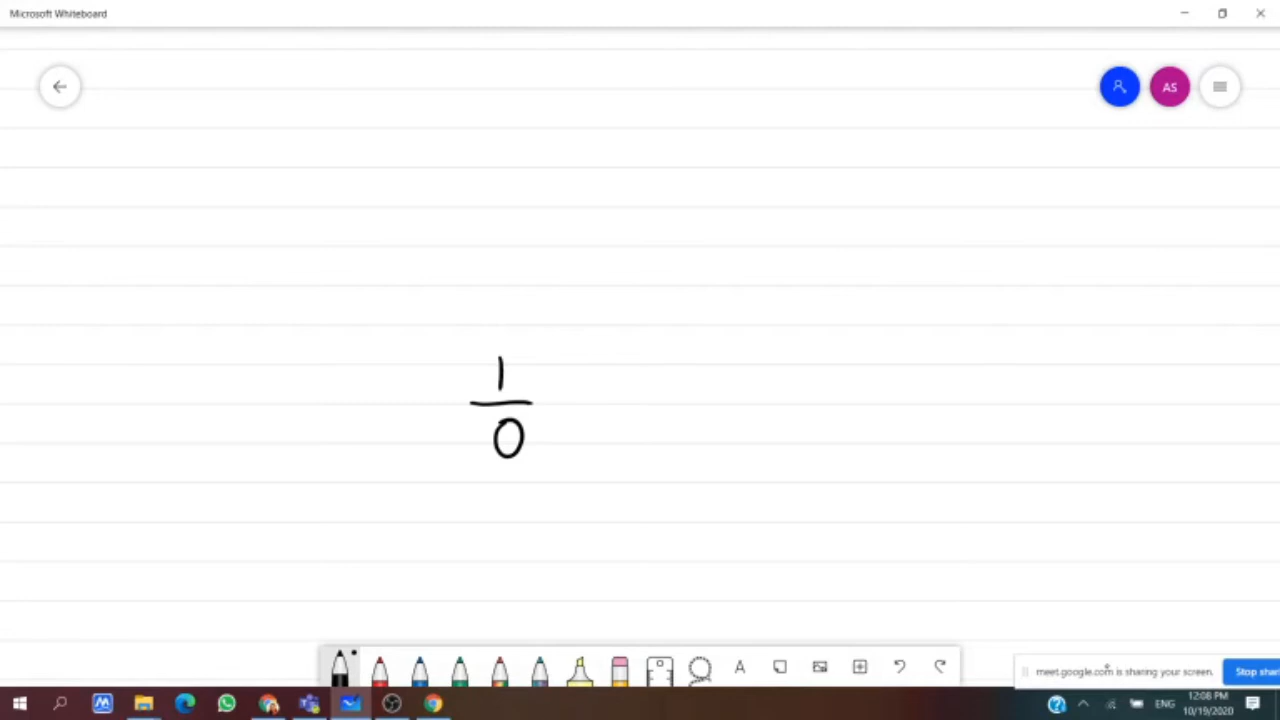 Microsoft Whiteboard
AS
1
0
A
meet.google.com is sharing your screen.
Stop shar
ENG
12:08 PM
10/19/2020